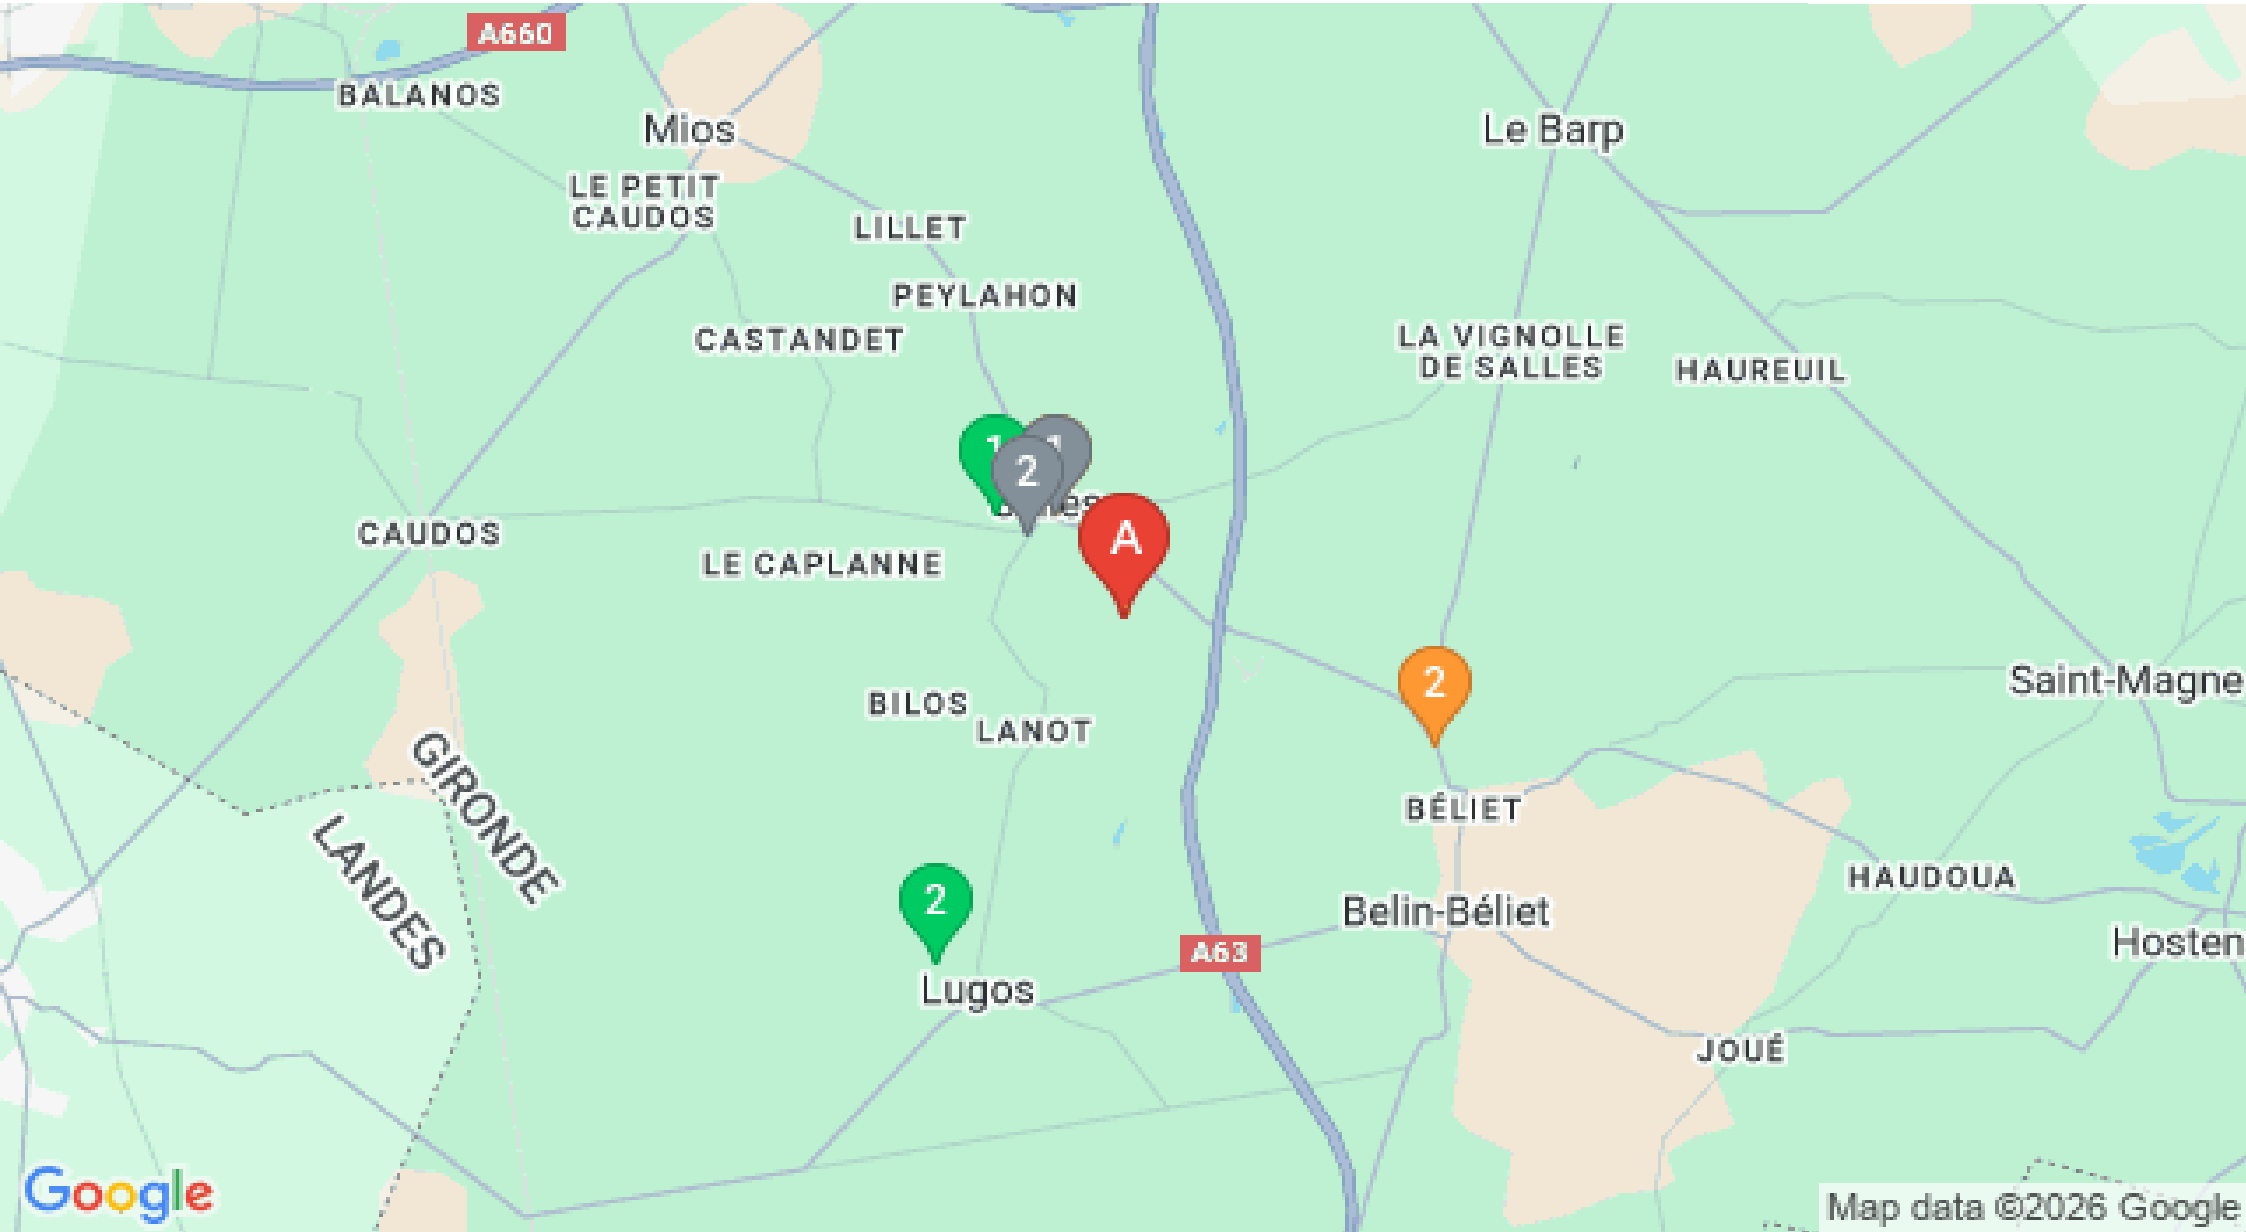 A660
BALANOS
Mios
Le Barp
LE PETIT
CAUDOS
LILLET
PEYLAHON
CASTANDET
LA VIGNOLLE
DE SALLES
HAUREUIL
1
1
2
A
CAUDOS
LE CAPLANNE
2
Saint-Magne
BILOS
LANOT
GIRONDE
LANDES
BÉLIET
HAUDOUA
2
Belin-Béliet
A63
Hosten
Lugos
JOUÉ
Google
Map data ©2026 Google